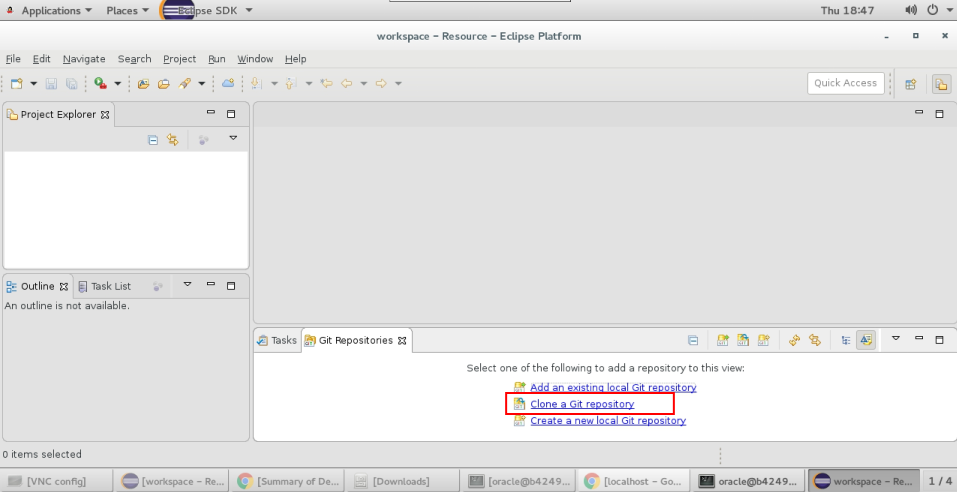 Applications Places Eclipse SDK Thu 18:47
workspace – Resource – Eclipse Platform
File Edit Navigate Search Project Run Window Help
Quick Access
Project Explorer
Outline Task List
An outline is not available.
Tasks Git Repositories
Select one of the following to add a repository to this view:
Add an existing local Git repository
Clone a Git repository
Create a new local Git repository
0 items selected
[VNC config] [workspace – Re... [Summary of De... [Downloads] [oracle@b4249... [localhost – Go... oracle@b4249... workspace – Re... 1 / 4